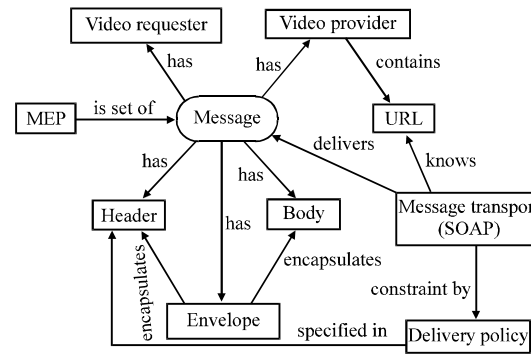 Video requester
Video provider
has
has
contains
MEP
is set of
Message
URL
delivers
has
has
knows
Header
has
Body
Message transpor
(SOAP)
encapsulates
encapsulates
constraint by
Envelope
specified in
Delivery policy